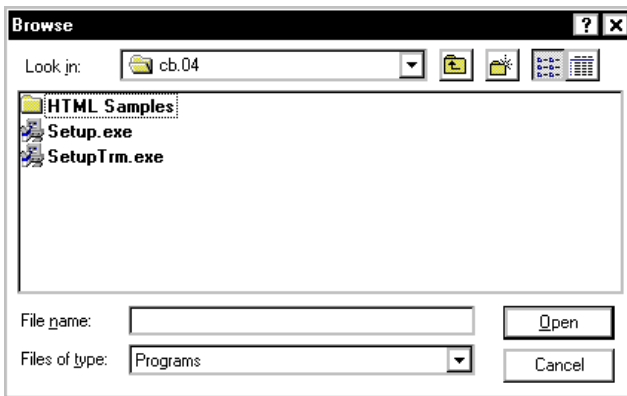 Browse
Look in: cb.04
HTML Samples
Setup.exe
SetupTrm.exe
File name:
Open
Files of type: Programs
Cancel